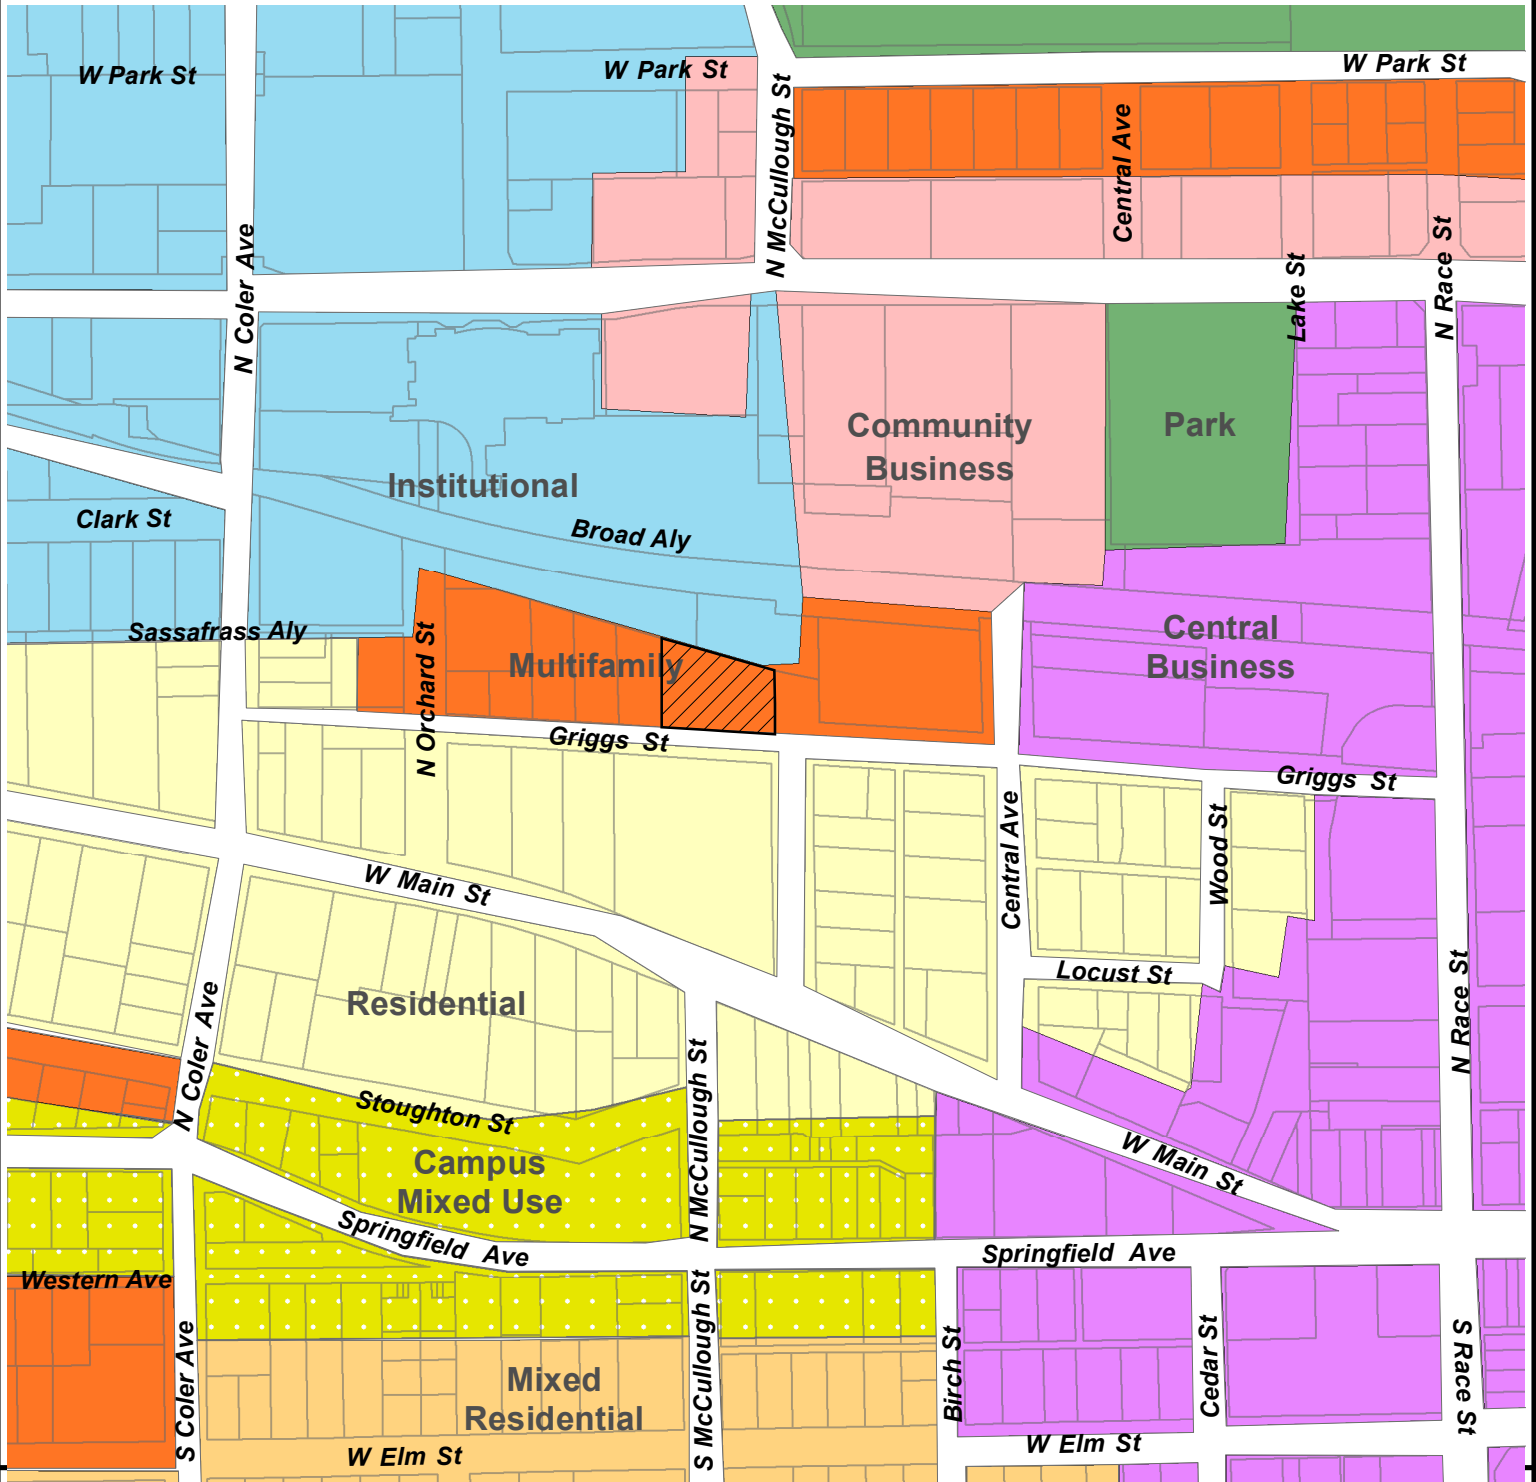 W Park St
W Park St
W Park St
N McCullough St
Central Ave
N Coler Ave
Lake St
N Race St
Community
Business
Park
Institutional
Clark St
Broad Aly
Sassafrass Aly
Central
Business
Multifamily
N Orchard St
Griggs St
Griggs St
Central Ave
Wood St
W Main St
Locust St
Residential
N Coler Ave
N Race St
Stoughton St
N McCullough St
Campus
Mixed Use
W Main St
Springfield Ave
Springfield Ave
Western Ave
S Coler Ave
S McCullough St
Birch St
Cedar St
S Race St
Mixed
Residential
W Elm St
W Elm St